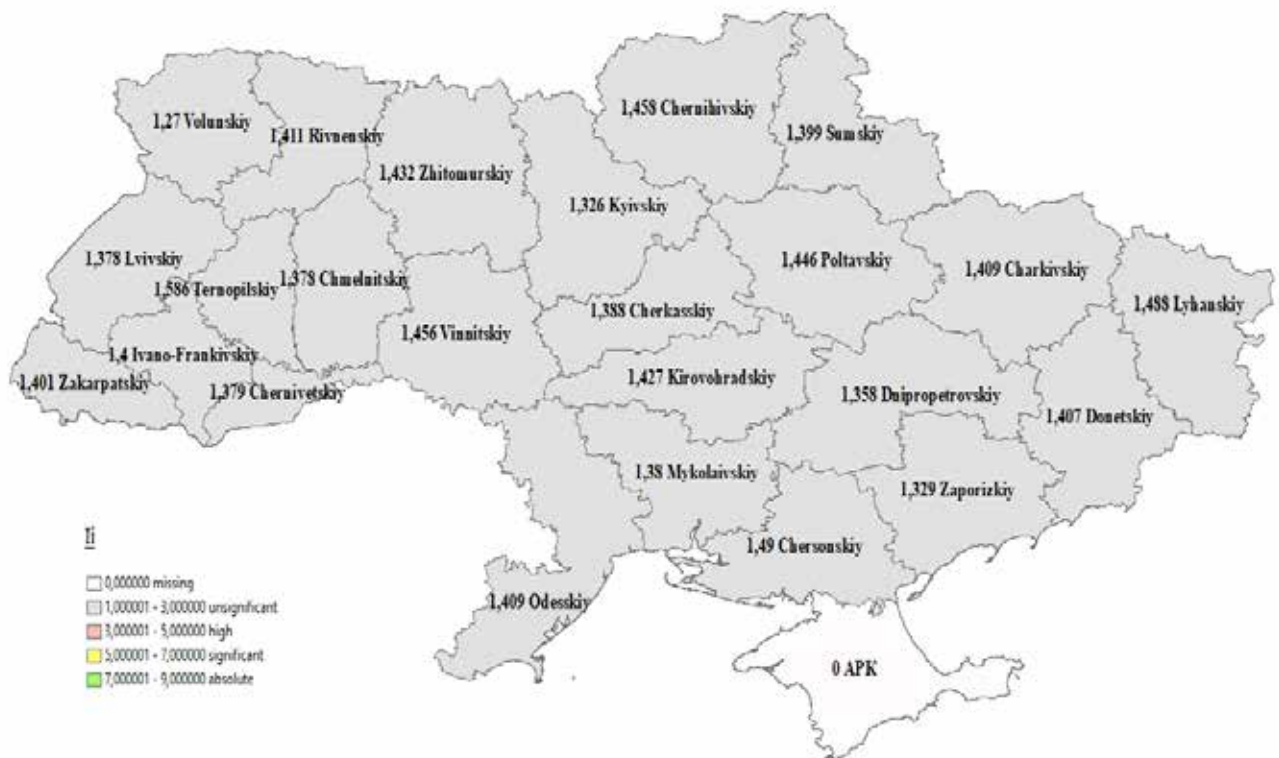 1,458 Chernihivskiy
1,27 Volunskiy
1,411 Rivnenskiy
1,399 Sumskiy
1,432 Zhitomurskiy
1,326 Kyivskiy
1,378 Lvivskiy
1,586 Ternopilskiy
1,378 Chmelnitskiy
1,446 Poltavskiy
1,409 Charkivskiy
1,488 Lyhanskiy
1,388 Cherkasskiy
1,456 Vinnitskiy
1,4 Ivano-Frankivskiy
1,401 Zakarpatskiy
1,379 Chernivetskiy
1,427 Kirovohradskiy
1,358 Dnipropetrovskiy
1,407 Donetskiy
1,38 Mykolaivskiy
1,329 Zaporizkiy
1,49 Chersonskiy
1,409 Odesskiy
0 APK
Ii
0,000000 missing
1,000001 - 3,000000 unsignificant
3,000001 - 5,000000 high
5,000001 - 7,000000 significant
7,000001 - 9,000000 absolute